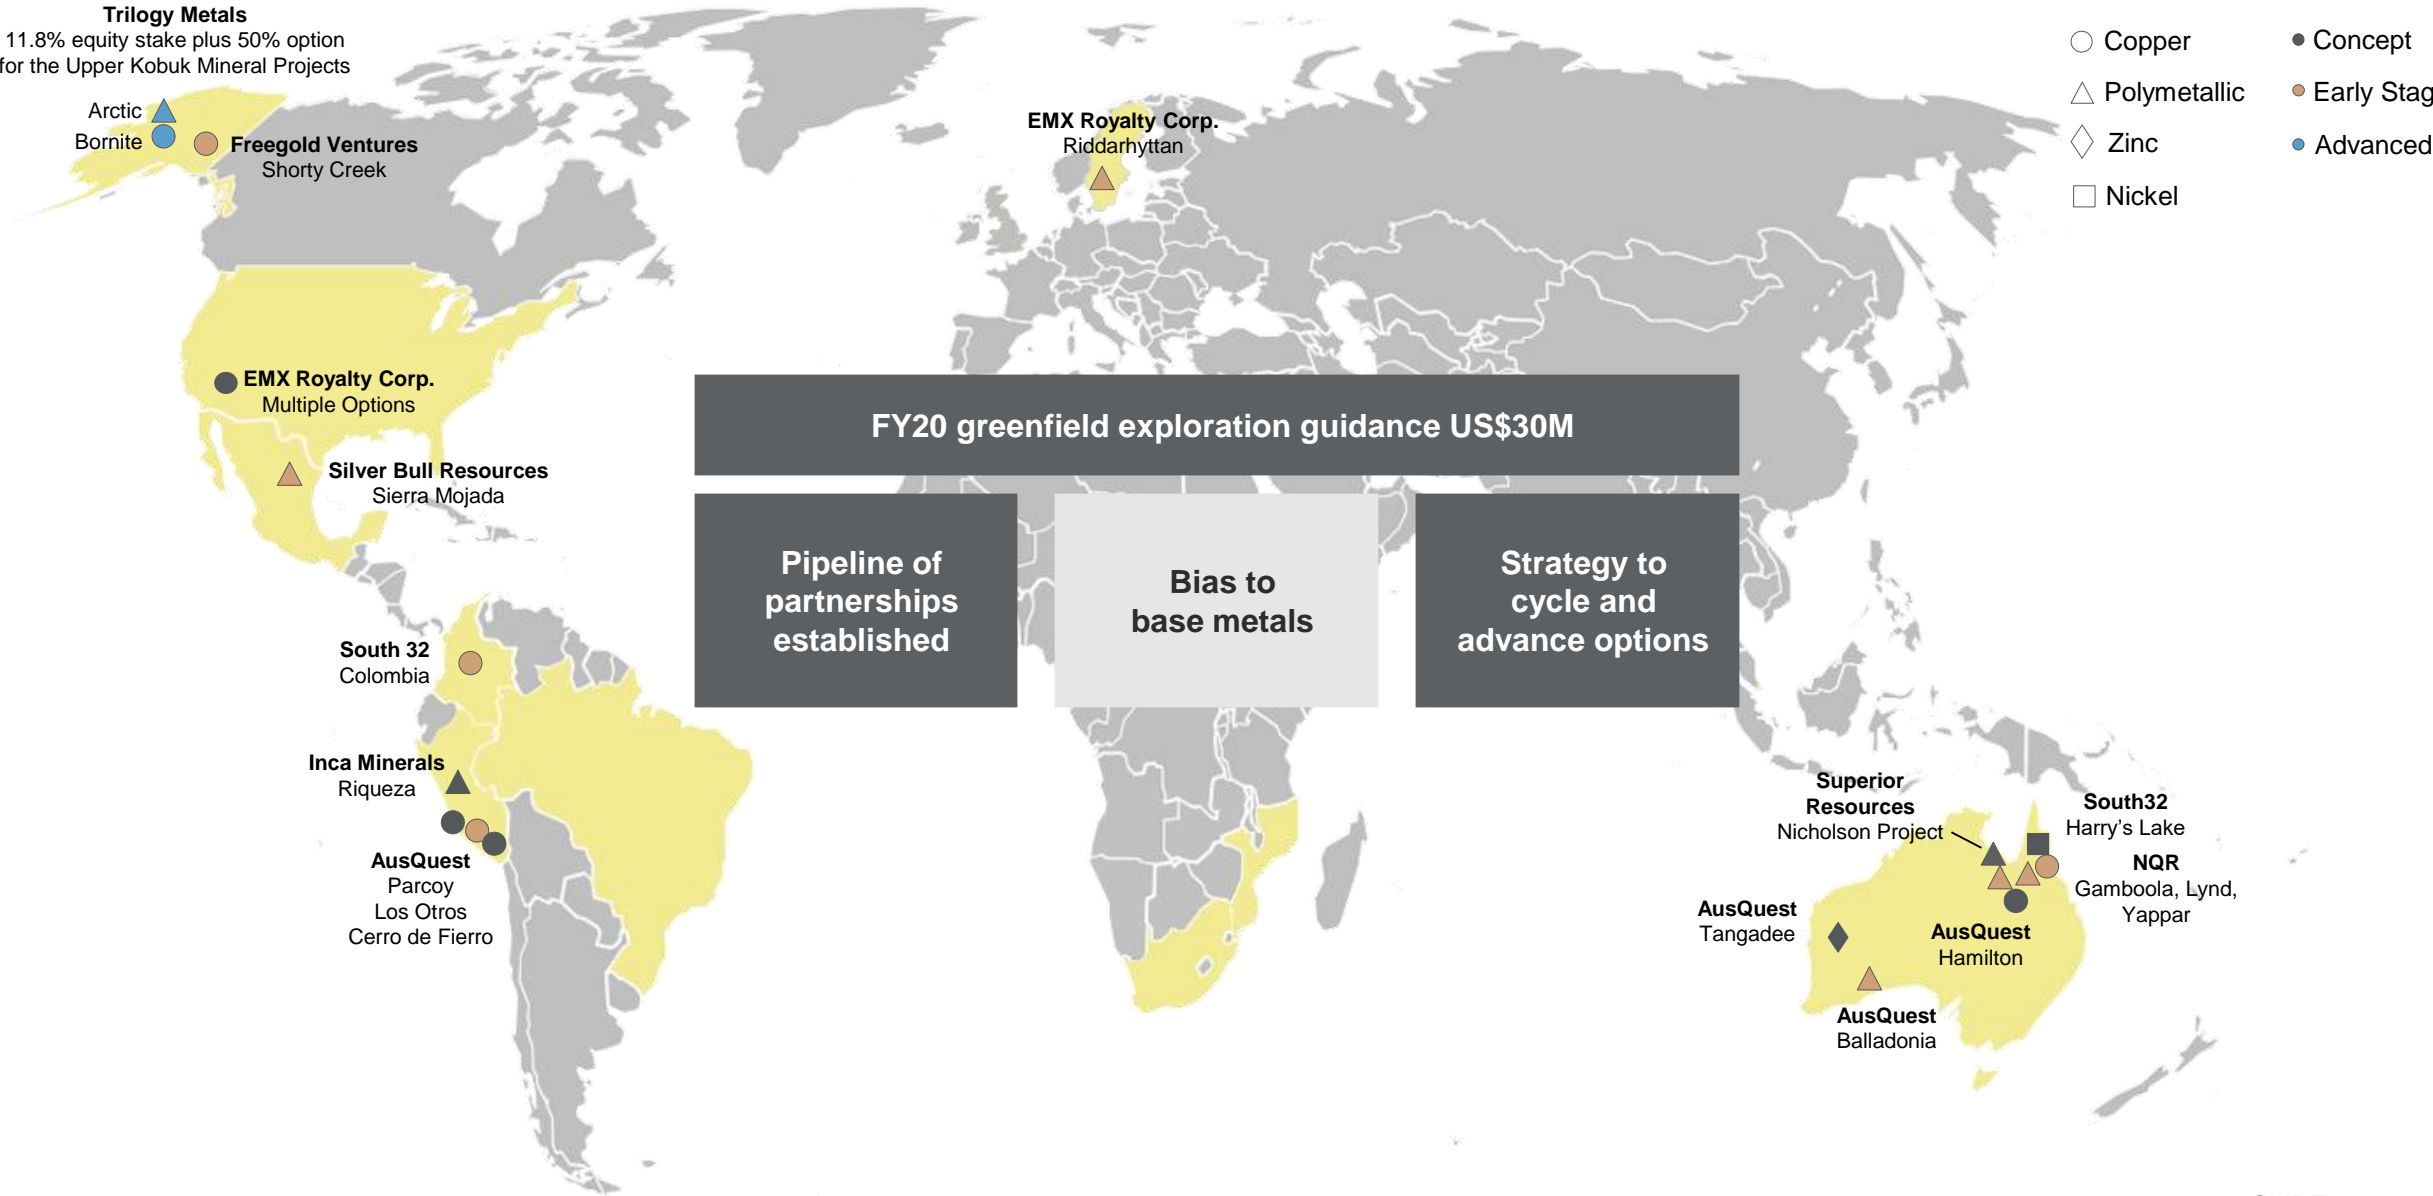 Trilogy Metals
11.8% equity stake plus 50% option
for the Upper Kobuk Mineral Projects
Arctic
Bornite
Freegold Ventures
Shorty Creek
EMX Royalty Corp.
Riddarhyttan
Copper
Polymetallic
Zinc
Nickel
Concept
Early Stag
Advanced
EMX Royalty Corp.
Multiple Options
Silver Bull Resources
Sierra Mojada
FY20 greenfield exploration guidance US$30M
Pipeline of
partnerships
established
Bias to
base metals
Strategy to
cycle and
advance options
South 32
Colombia
Inca Minerals
Riqueza
AusQuest
Parcoy
Los Otros
Cerro de Fierro
Superior
Resources
Nicholson Project
South32
Harry's Lake
NQR
Gamboola, Lynd,
Yappar
AusQuest
Tangadee
AusQuest
Hamilton
AusQuest
Balladonia